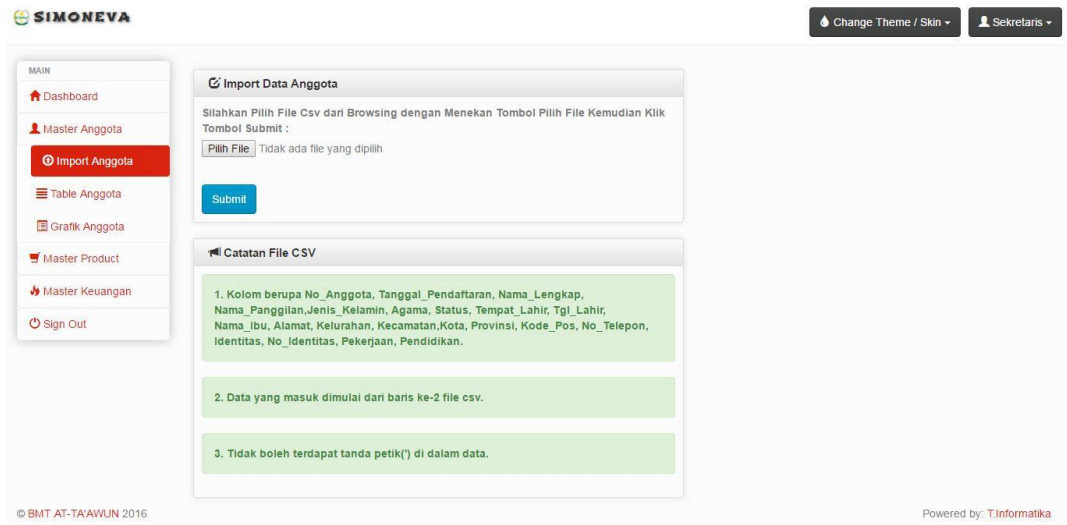 SIMONEVA
Change Theme / Skin
Sekretaris
MAIN
Dashboard
Master Anggota
Import Anggota
Table Anggota
Grafik Anggota
Master Product
Master Keuangan
Sign Out
Import Data Anggota
Silahkan Pilih File Csv dari Browsing dengan Menekan Tombol Pilih File Kemudian Klik
Tombol Submit :
Pilih File Tidak ada file yang dipilih
Submit
Catatan File CSV
1. Kolom berupa No_Anggota, Tanggal_Pendaftaran, Nama_Lengkap,
Nama_Panggilan,Jenis_Kelamin, Agama, Status, Tempat_Lahir, Tgl_Lahir,
Nama_Ibu, Alamat, Kelurahan, Kecamatan,Kota, Provinsi, Kode_Pos, No_Telepon,
Identitas, No_Identitas, Pekerjaan, Pendidikan.
2. Data yang masuk dimulai dari baris ke-2 file csv.
3. Tidak boleh terdapat tanda petik(') di dalam data.
© BMT AT-TA'AWUN 2016
Powered by: T.Informatika